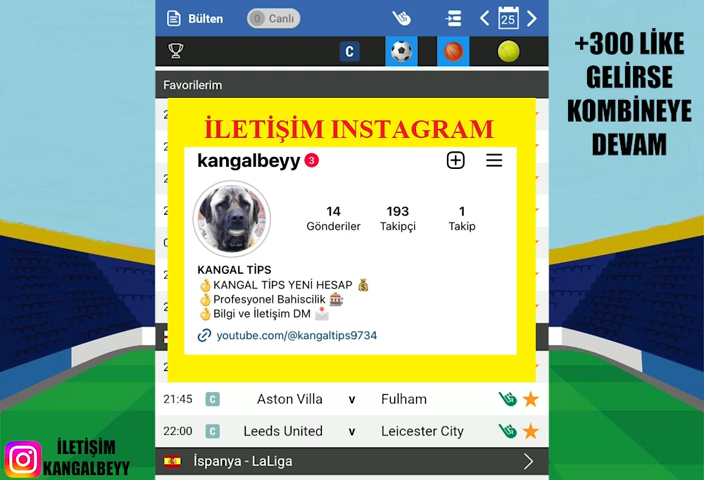 Bülten
0 Canlı
25
C
Favorilerim
+300 LİKE
GELİRSE
KOMBİNEYE
DEVAM
İLETİŞİM INSTAGRAM
kangalbeyy 3
14 193 1
Gönderiler Takipçi Takip
KANGAL TİPS
👌KANGAL TİPS YENİ HESAP 💰
👌Profesyonel Bahiscilik 🎰
👌Bilgi ve İletişim DM 📩
youtube.com/@kangaltips9734
21:45 C Aston Villa v Fulham
22:00 C Leeds United v Leicester City
İspanya - LaLiga
İLETİŞİM
KANGALBEYY